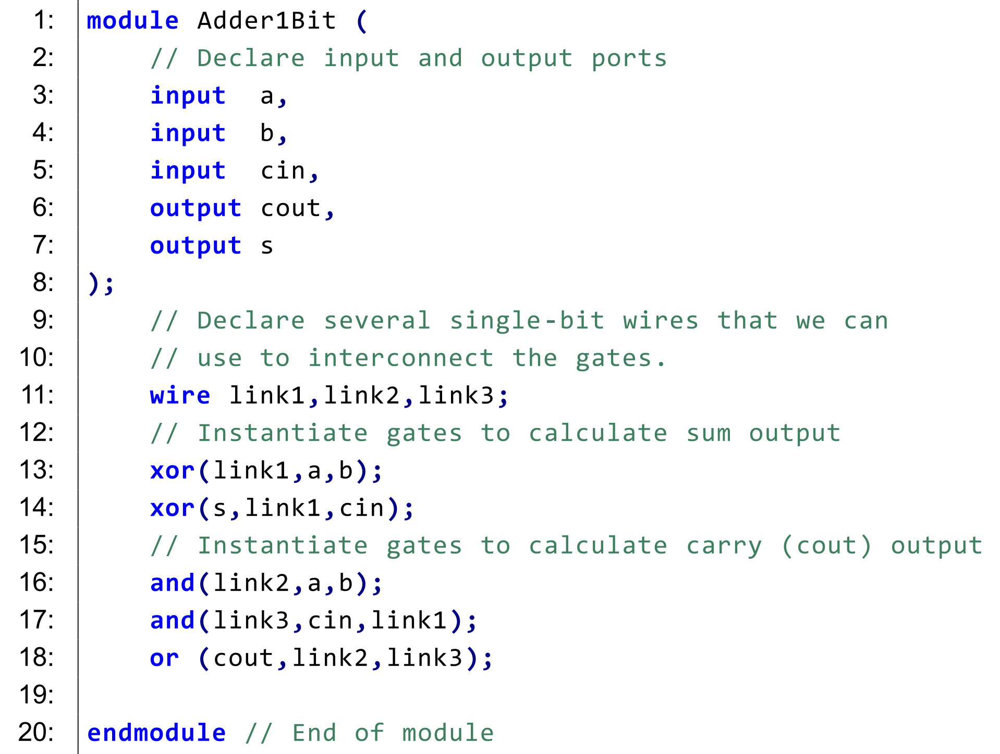 1: module Adder1Bit (
2:     // Declare input and output ports
3:     input  a,
4:     input  b,
5:     input  cin,
6:     output cout,
7:     output s
8: );
9:     // Declare several single-bit wires that we can
10:     // use to interconnect the gates.
11:     wire link1,link2,link3;
12:     // Instantiate gates to calculate sum output
13:     xor(link1,a,b);
14:     xor(s,link1,cin);
15:     // Instantiate gates to calculate carry (cout) output
16:     and(link2,a,b);
17:     and(link3,cin,link1);
18:     or (cout,link2,link3);
19:
20: endmodule // End of module